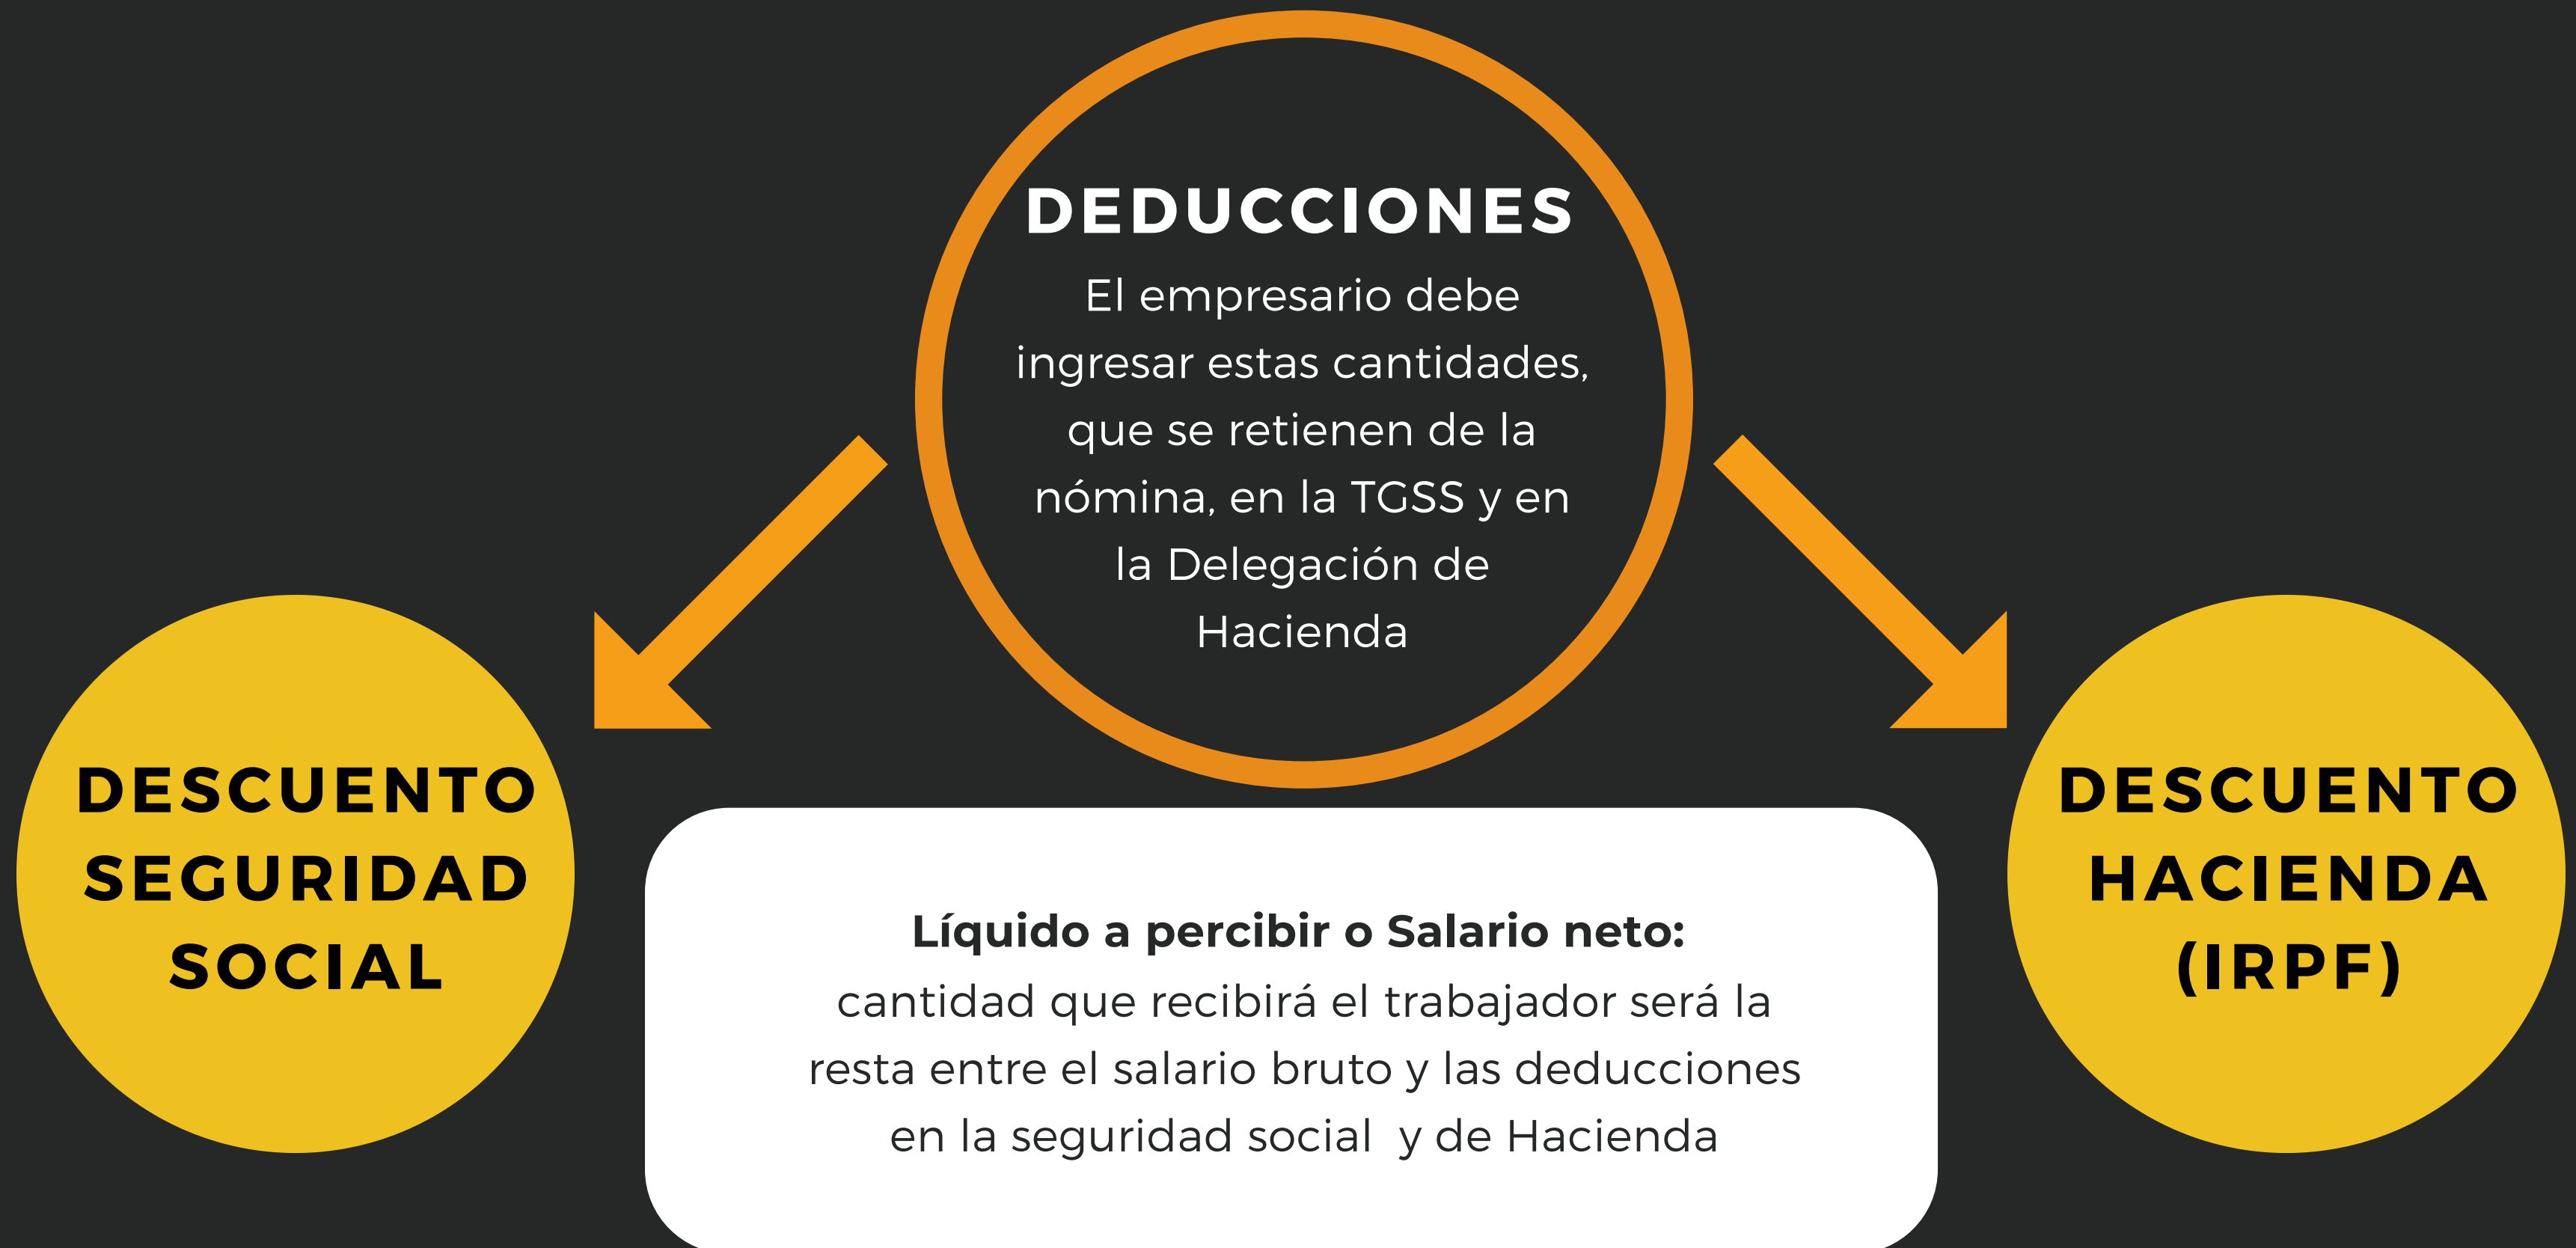 DEDUCCIONES
El empresario debe
ingresar estas cantidades,
que se retienen de la
nómina, en la TGSS y en
la Delegación de
Hacienda
DESCUENTO
SEGURIDAD
SOCIAL
DESCUENTO
HACIENDA
(IRPF)
Líquido a percibir o Salario neto:
cantidad que recibirá el trabajador será la
resta entre el salario bruto y las deducciones
en la seguridad social  y de Hacienda